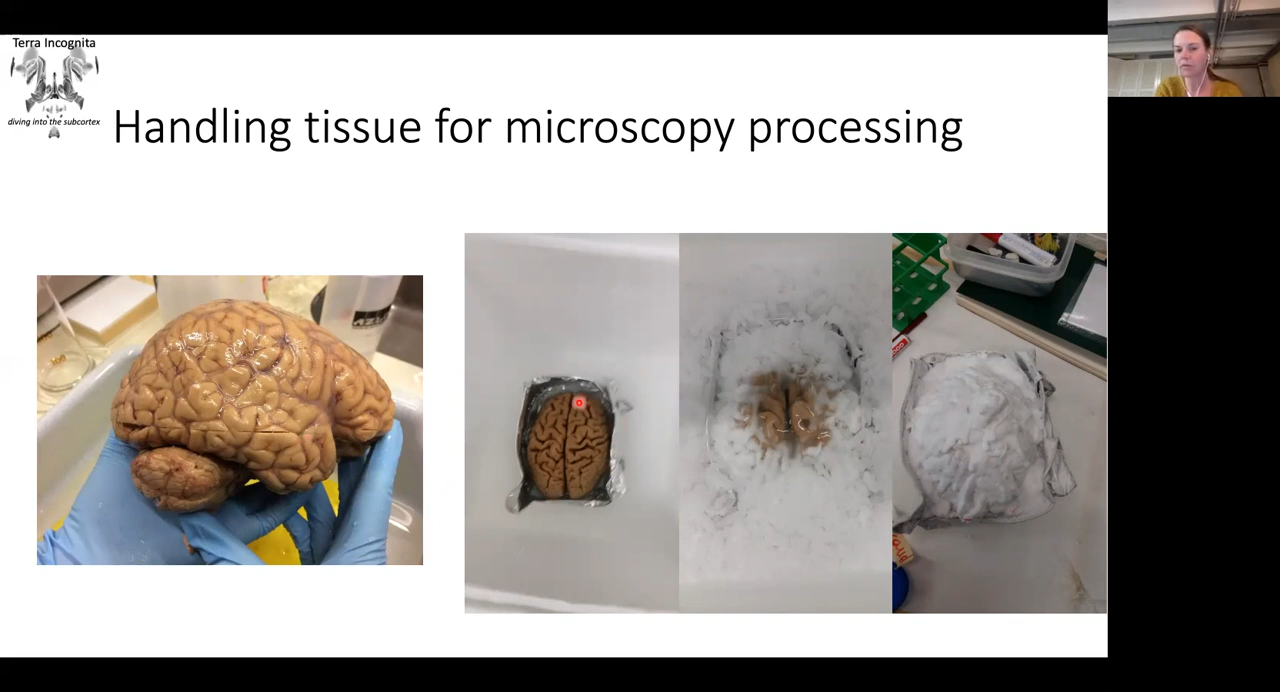 Terra Incognita
diving into the subcortex
Handling tissue for microscopy processing